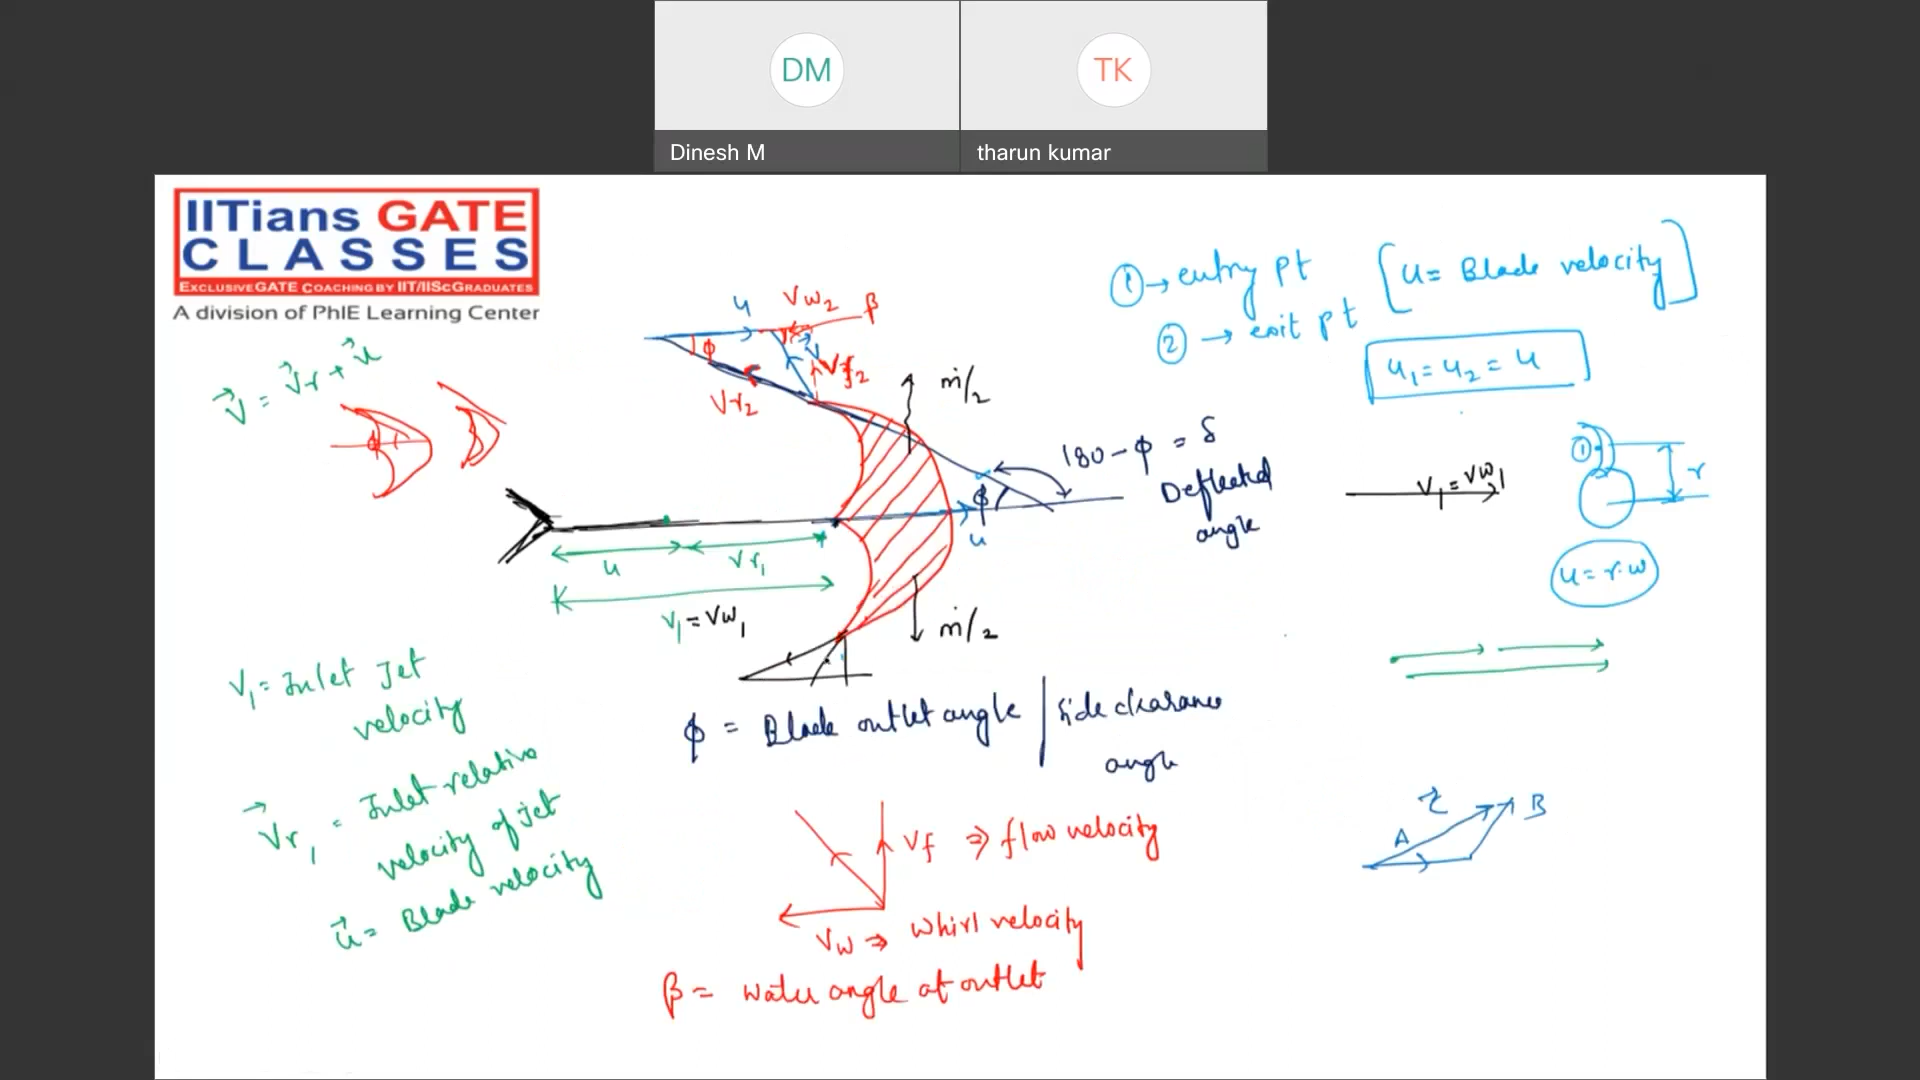 DM
TK
Dinesh M
tharun kumar
IITians GATE
CLASSES
EXCLUSIVE GATE COACHING BY IIT/IISc GRADUATES
A division of PhIE Learning Center
① → entry pt
② → exit pt
[u = Blade velocity]
u₁ = u₂ = u
V⃗ = V⃗r + u⃗
u
Vw₂
β
ϕ
Vf₂
Vr₂
ṁ/2
180 - ϕ = δ
Deflected
angle
ϕ
u
V₁ = Vw₁
①
r
u = r.w
u
Vr₁
V₁ = Vw₁
ṁ/2
V₁ = Inlet Jet
velocity
V⃗r₁ = Inlet relative
velocity of jet
u⃗ = Blade velocity
ϕ = Blade outlet angle | Side clearance
angle
Vf ⇒ flow velocity
Vw ⇒ Whirl velocity
β = water angle at outlet
A
B